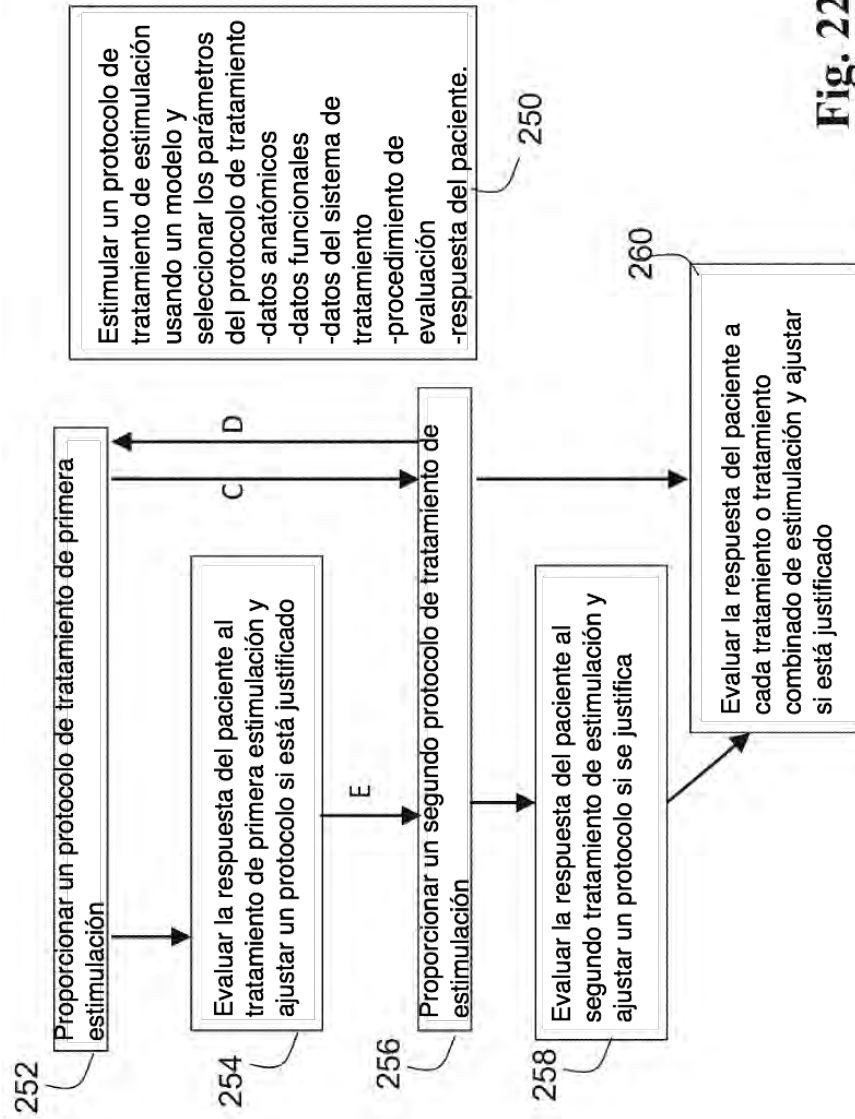 252
Proporcionar un protocolo de tratamiento de primera
estimulación
254
Evaluar la respuesta del paciente al
tratamiento de primera estimulación y
ajustar un protocolo si está justificado
C
D
E
256
Proporcionar un segundo protocolo de tratamiento de
estimulación
258
Evaluar la respuesta del paciente al
segundo tratamiento de estimulación y
ajustar un protocolo si se justifica
Estimular un protocolo de
tratamiento de estimulación
usando un modelo y
seleccionar los parámetros
del protocolo de tratamiento
-datos anatómicos
-datos funcionales
-datos del sistema de
tratamiento
-procedimiento de
evaluación
-respuesta del paciente.
250
260
Evaluar la respuesta del paciente a
cada tratamiento o tratamiento
combinado de estimulación y ajustar
si está justificado
Fig. 22